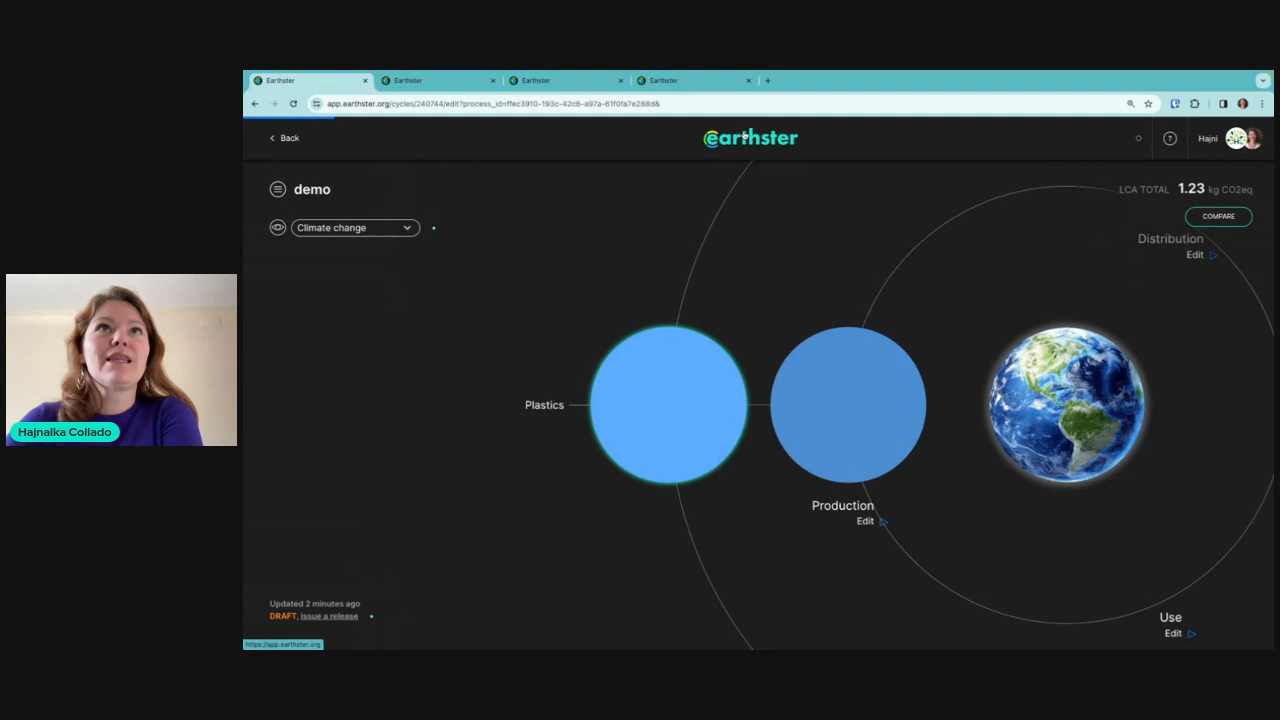 Earthster
Earthster
Earthster
Earthster
app.earthster.org/cycles/240744/edit?process_id=ffec3910-193c-42c6-a97a-61f0fa7e288d&
Back
earthster
Hajni
demo
LCA TOTAL 1.23 kg CO2eq
Climate change
COMPARE
Distribution
Edit
Plastics
Hajnalka Collado
Production
Edit
Updated 2 minutes ago
DRAFT, issue a release
Use
Edit
https://app.earthster.org